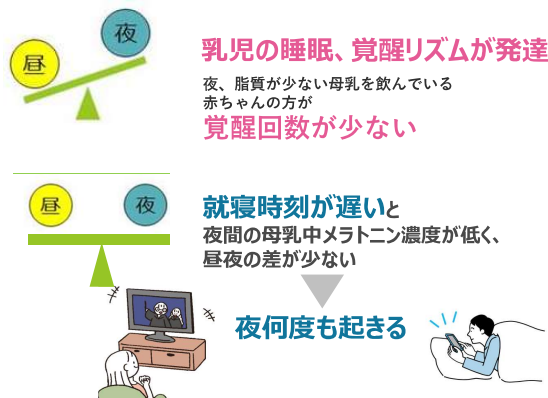 夜
昼
乳児の睡眠、覚醒リズムが発達
夜、脂質が少ない母乳を飲んでいる
赤ちゃんの方が
覚醒回数が少ない
昼
夜
就寝時刻が遅いと
夜間の母乳中メラトニン濃度が低く、
昼夜の差が少ない
夜何度も起きる